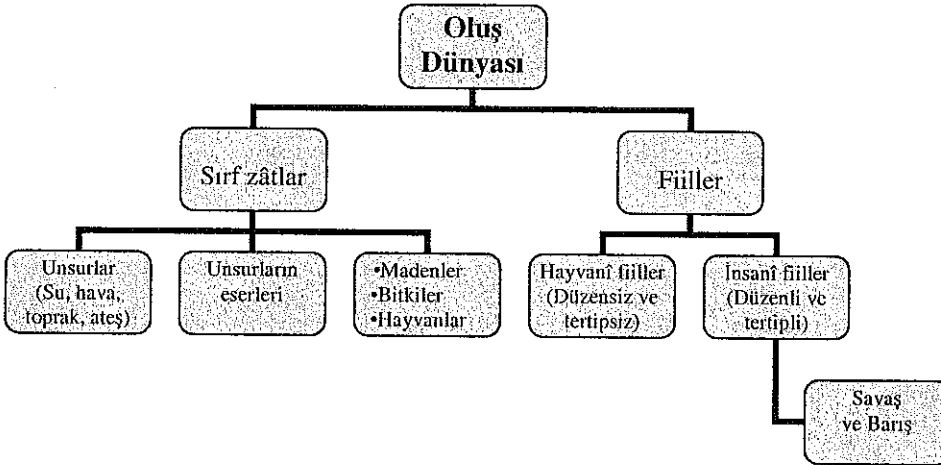 Oluş
Dünyası
Sırf zâtlar
Fiiller
Unsurlar
(Su, hava,
toprak, ateş)
Unsurların
eserleri
•Madenler
•Bitkiler
•Hayvanlar
Hayvanî fiiller
(Düzensiz ve
tertipsiz)
İnsanî fiiller
(Düzenli ve
tertipli)
Savaş
ve Barış